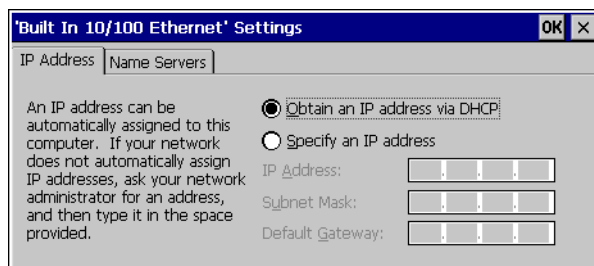 'Built In 10/100 Ethernet' Settings
OK ×
IP Address
Name Servers
An IP address can be
automatically assigned to this
computer. If your network
does not automatically assign
IP addresses, ask your network
administrator for an address,
and then type it in the space
provided.
Obtain an IP address via DHCP
Specify an IP address
IP Address:
Subnet Mask:
Default Gateway: